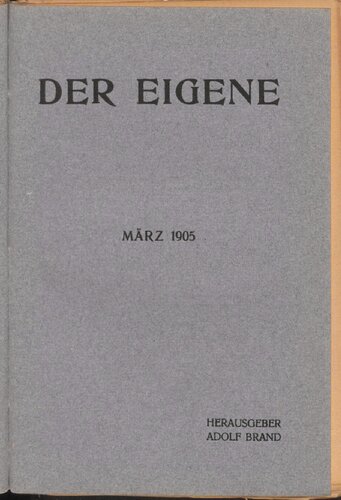 DER EIGENE
MÄRZ 1905
HERAUSGEBER
ADOLF BRAND